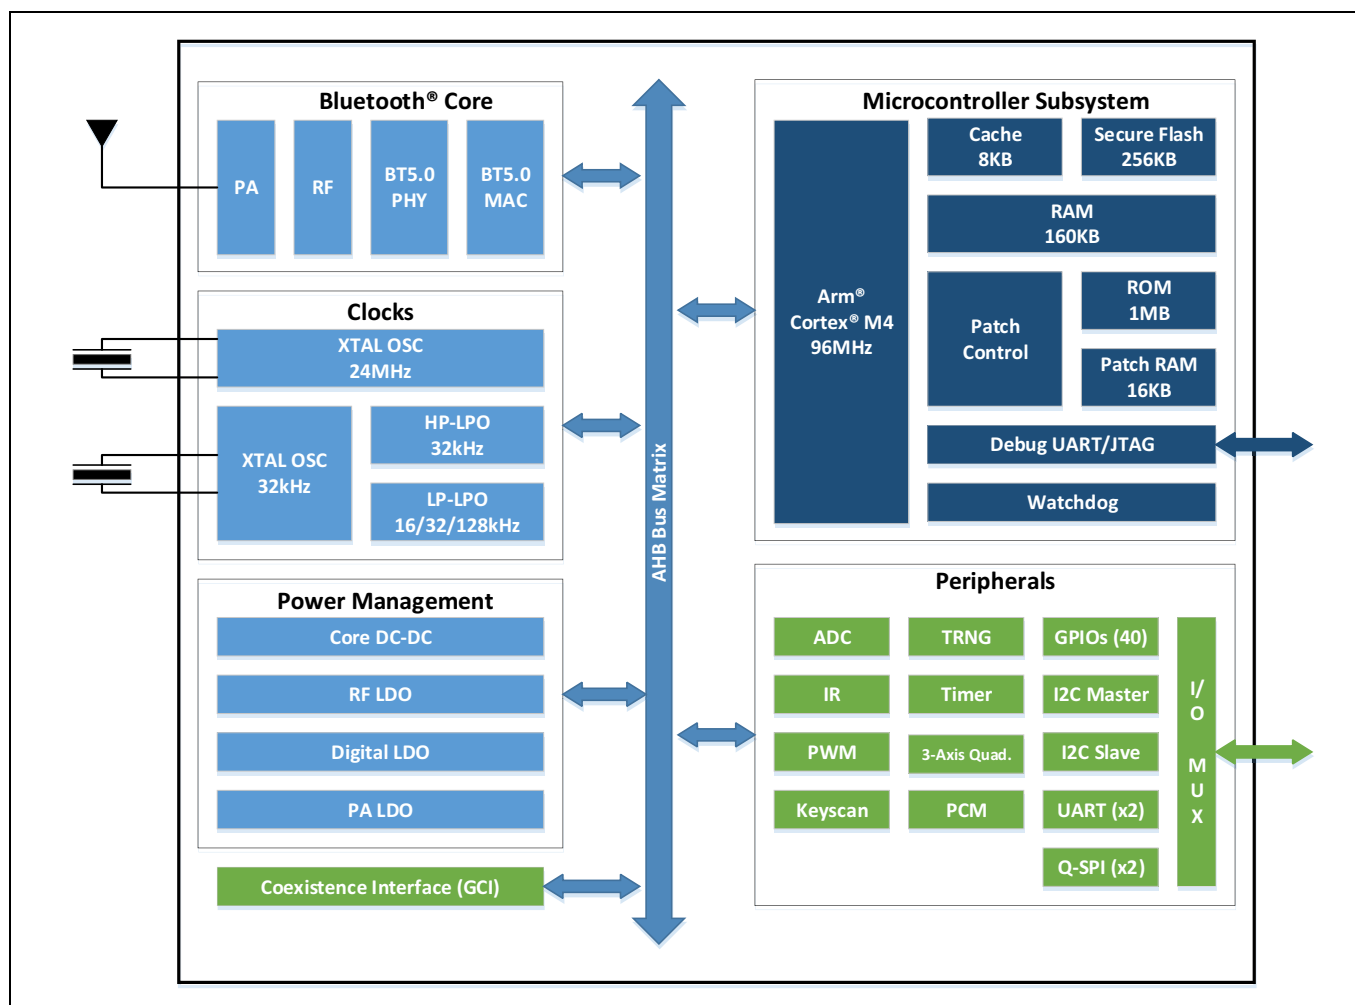 Bluetooth® Core
PA
RF
BT5.0
PHY
BT5.0
MAC
Clocks
XTAL OSC
24MHz
XTAL OSC
32kHz
HP-LPO
32kHz
LP-LPO
16/32/128kHz
Power Management
Core DC-DC
RF LDO
Digital LDO
PA LDO
Coexistence Interface (GCI)
AHB Bus Matrix
Microcontroller Subsystem
Arm®
Cortex® M4
96MHz
Cache
8KB
Secure Flash
256KB
RAM
160KB
Patch
Control
ROM
1MB
Patch RAM
16KB
Debug UART/JTAG
Watchdog
Peripherals
ADC
TRNG
GPIOs (40)
IR
Timer
I2C Master
PWM
3-Axis Quad.
I2C Slave
Keyscan
PCM
UART (x2)
Q-SPI (x2)
I/
O
M
U
X